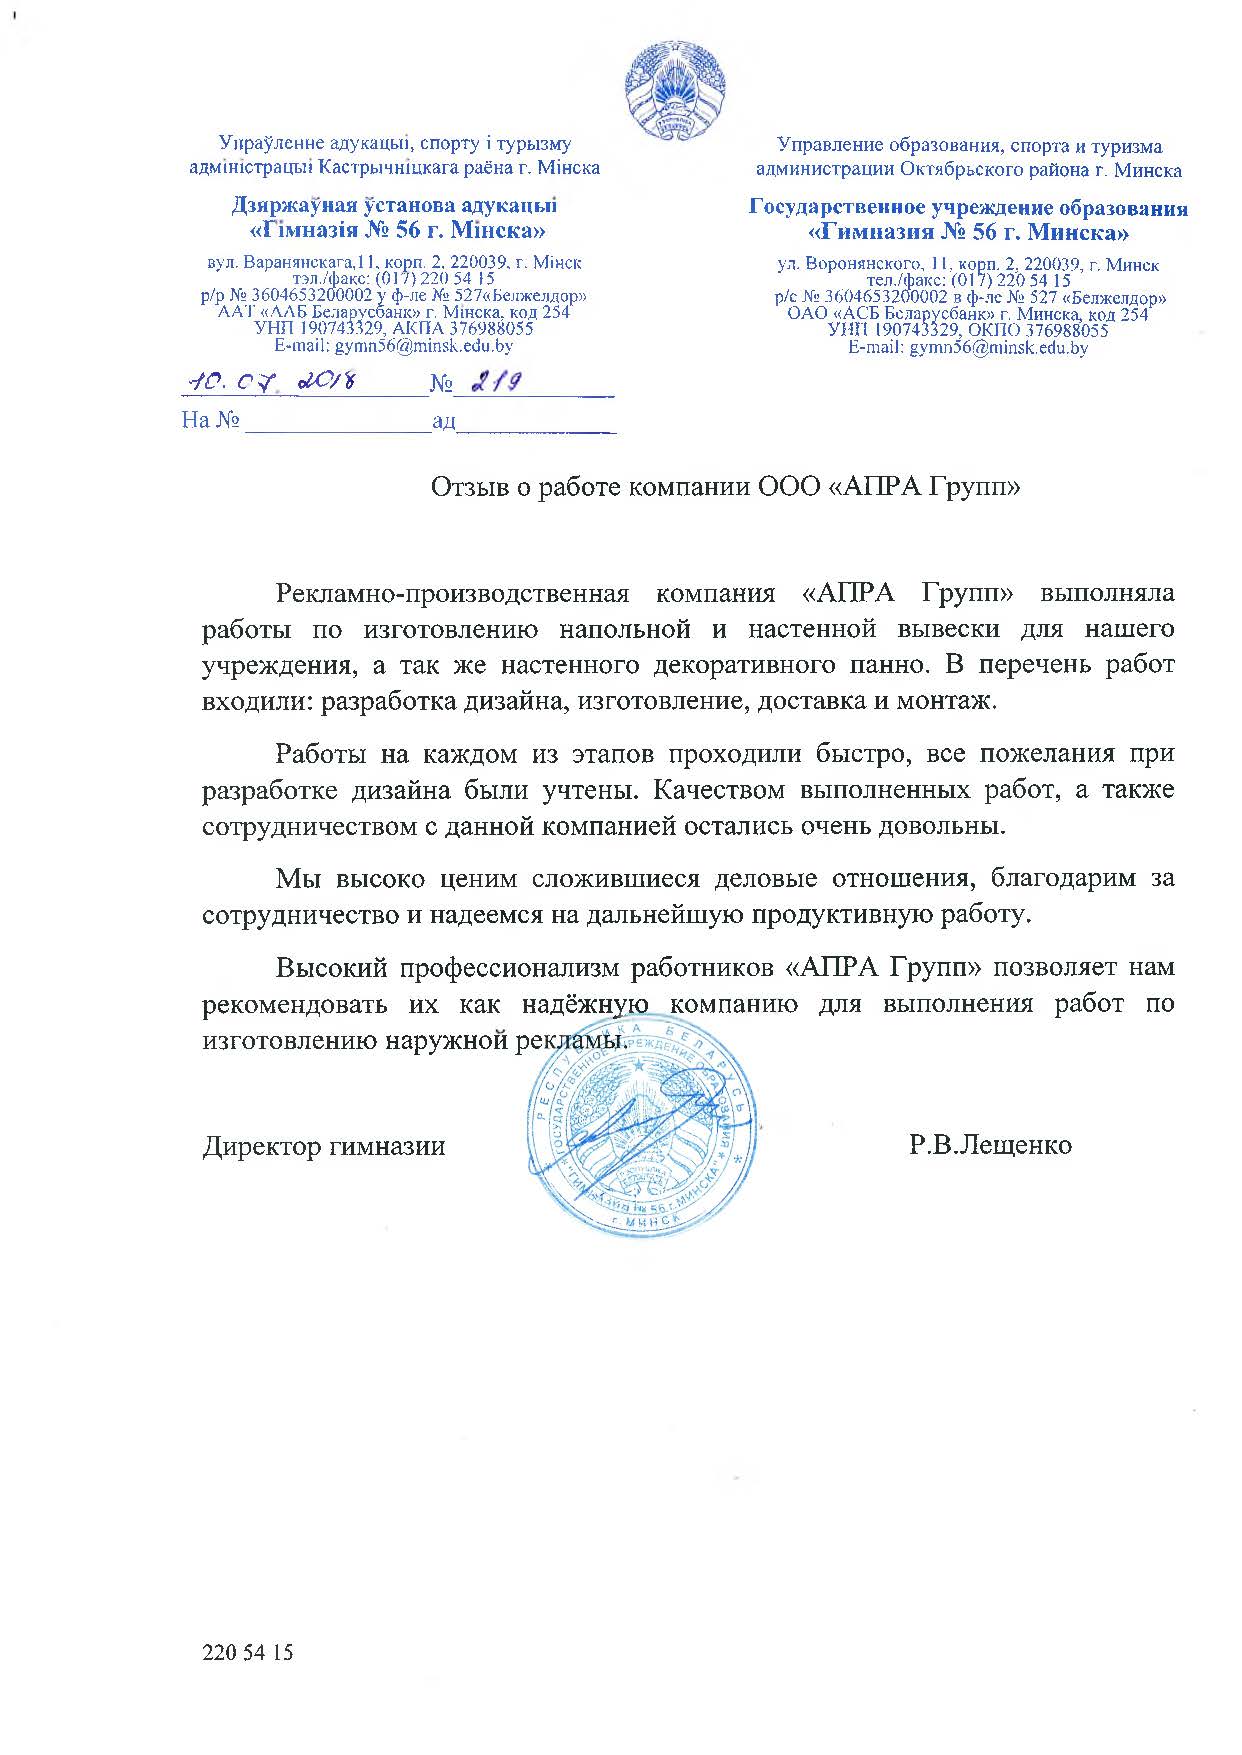 Упраўленне адукацыі, спорту і турызму
адміністрацыі Кастрычніцкага раёна г. Мінска
Дзяржаўная ўстанова адукацыі
«Гімназія № 56 г. Мінска»
вул. Варанянскага,11, корп. 2, 220039, г. Мінск
тэл./факс: (017) 220 54 15
р/р № 3604653200002 у ф-ле № 527«Белжелдор»
ААТ «ААБ Беларусбанк» г. Мінска, код 254
УНП 190743329, АКПА 376988055
E-mail: gymn56@minsk.edu.by
10.07 2018 № 219
На № ад
Управление образования, спорта и туризма
администрации Октябрьского района г. Минска
Государственное учреждение образования
«Гимназия № 56 г. Минска»
ул. Воронянского, 11, корп. 2, 220039, г. Минск
тел./факс: (017) 220 54 15
р/с № 3604653200002 в ф-ле № 527 «Белжелдор»
ОАО «АСБ Беларусбанк» г. Минска, код 254
УНП 190743329, ОКПО 376988055
E-mail: gymn56@minsk.edu.by
Отзыв о работе компании ООО «АПРА Групп»
Рекламно-производственная компания «АПРА Групп» выполняла
работы по изготовлению напольной и настенной вывески для нашего
учреждения, а так же настенного декоративного панно. В перечень работ
входили: разработка дизайна, изготовление, доставка и монтаж.
Работы на каждом из этапов проходили быстро, все пожелания при
разработке дизайна были учтены. Качеством выполненных работ, а также
сотрудничеством с данной компанией остались очень довольны.
Мы высоко ценим сложившиеся деловые отношения, благодарим за
сотрудничество и надеемся на дальнейшую продуктивную работу.
Высокий профессионализм работников «АПРА Групп» позволяет нам
рекомендовать их как надёжную компанию для выполнения работ по
изготовлению наружной рекламы.
Директор гимназии
РЕСПУБЛИКА БЕЛАРУСЬ
ГОСУДАРСТВЕННОЕ УЧРЕЖДЕНИЕ ОБРАЗОВАНИЯ
"ГИМНАЗИЯ № 56 г.МИНСКА"
г. МИНСК
Р.В.Лещенко
220 54 15